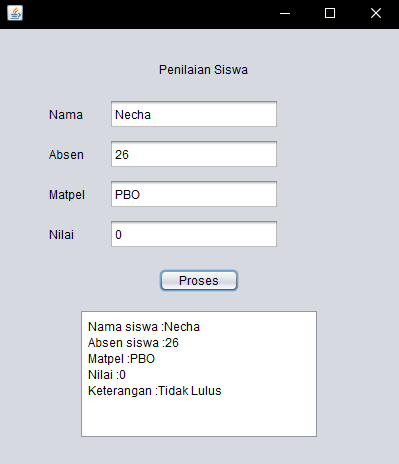 Penilaian Siswa
Nama Necha
Absen 26
Matpel PBO
Nilai 0
Proses
Nama siswa :Necha
Absen siswa :26
Matpel :PBO
Nilai :0
Keterangan :Tidak Lulus